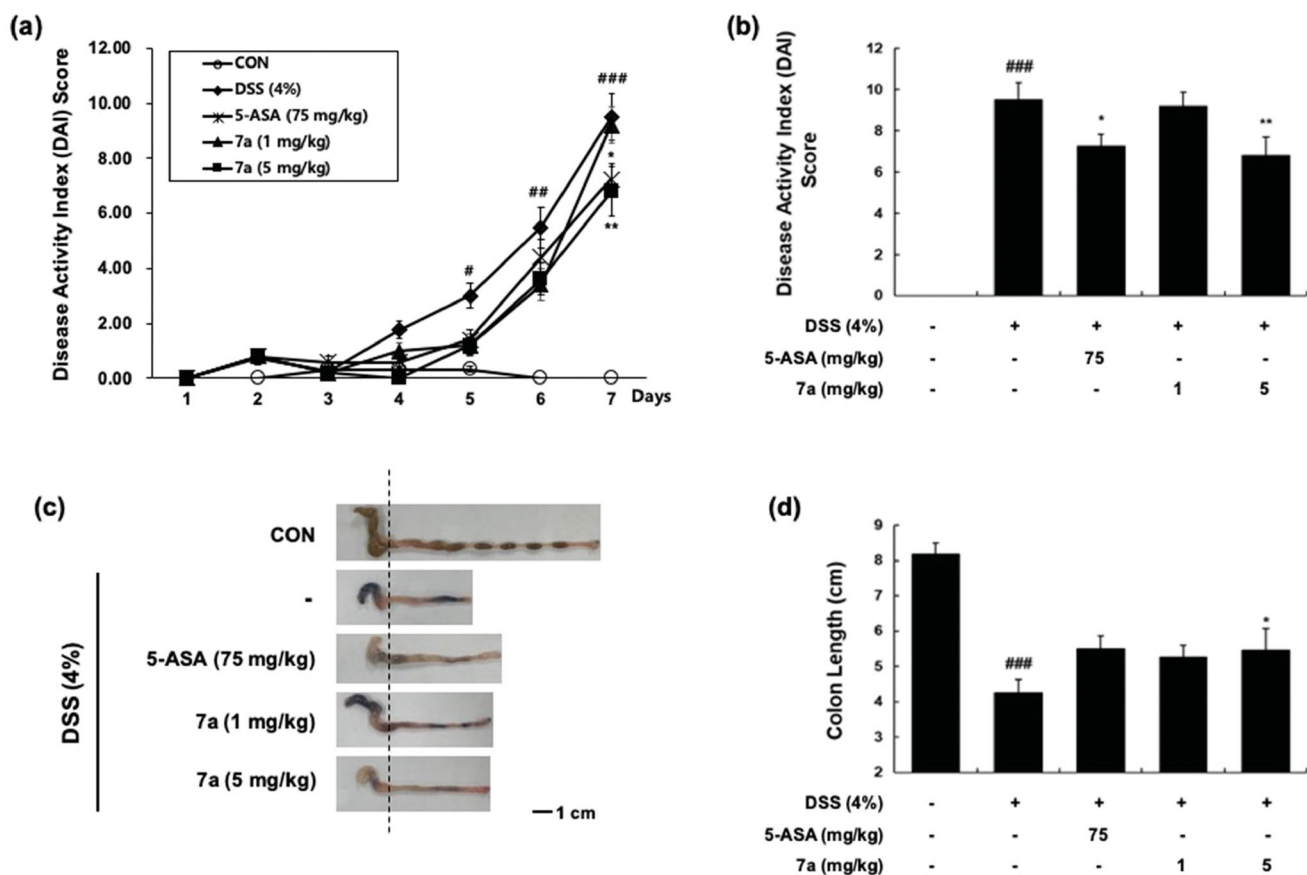 (a)
Disease Activity Index (DAI) Score
12.00
10.00
8.00
6.00
4.00
2.00
0.00
CON
DSS (4%)
5-ASA (75 mg/kg)
7a (1 mg/kg)
7a (5 mg/kg)
#
##
###
*
**
1 2 3 4 5 6 7 Days
(b)
Disease Activity Index (DAI)
Score
12
10
8
6
4
2
0
###
*
**
DSS (4%) - + + + +
5-ASA (mg/kg) - - 75 - -
7a (mg/kg) - - - 1 5
(c)
CON
DSS (4%)
-
5-ASA (75 mg/kg)
7a (1 mg/kg)
7a (5 mg/kg)
1 cm
(d)
Colon Length (cm)
9
8
7
6
5
4
3
2
###
*
DSS (4%) - + + + +
5-ASA (mg/kg) - - 75 - -
7a (mg/kg) - - - 1 5